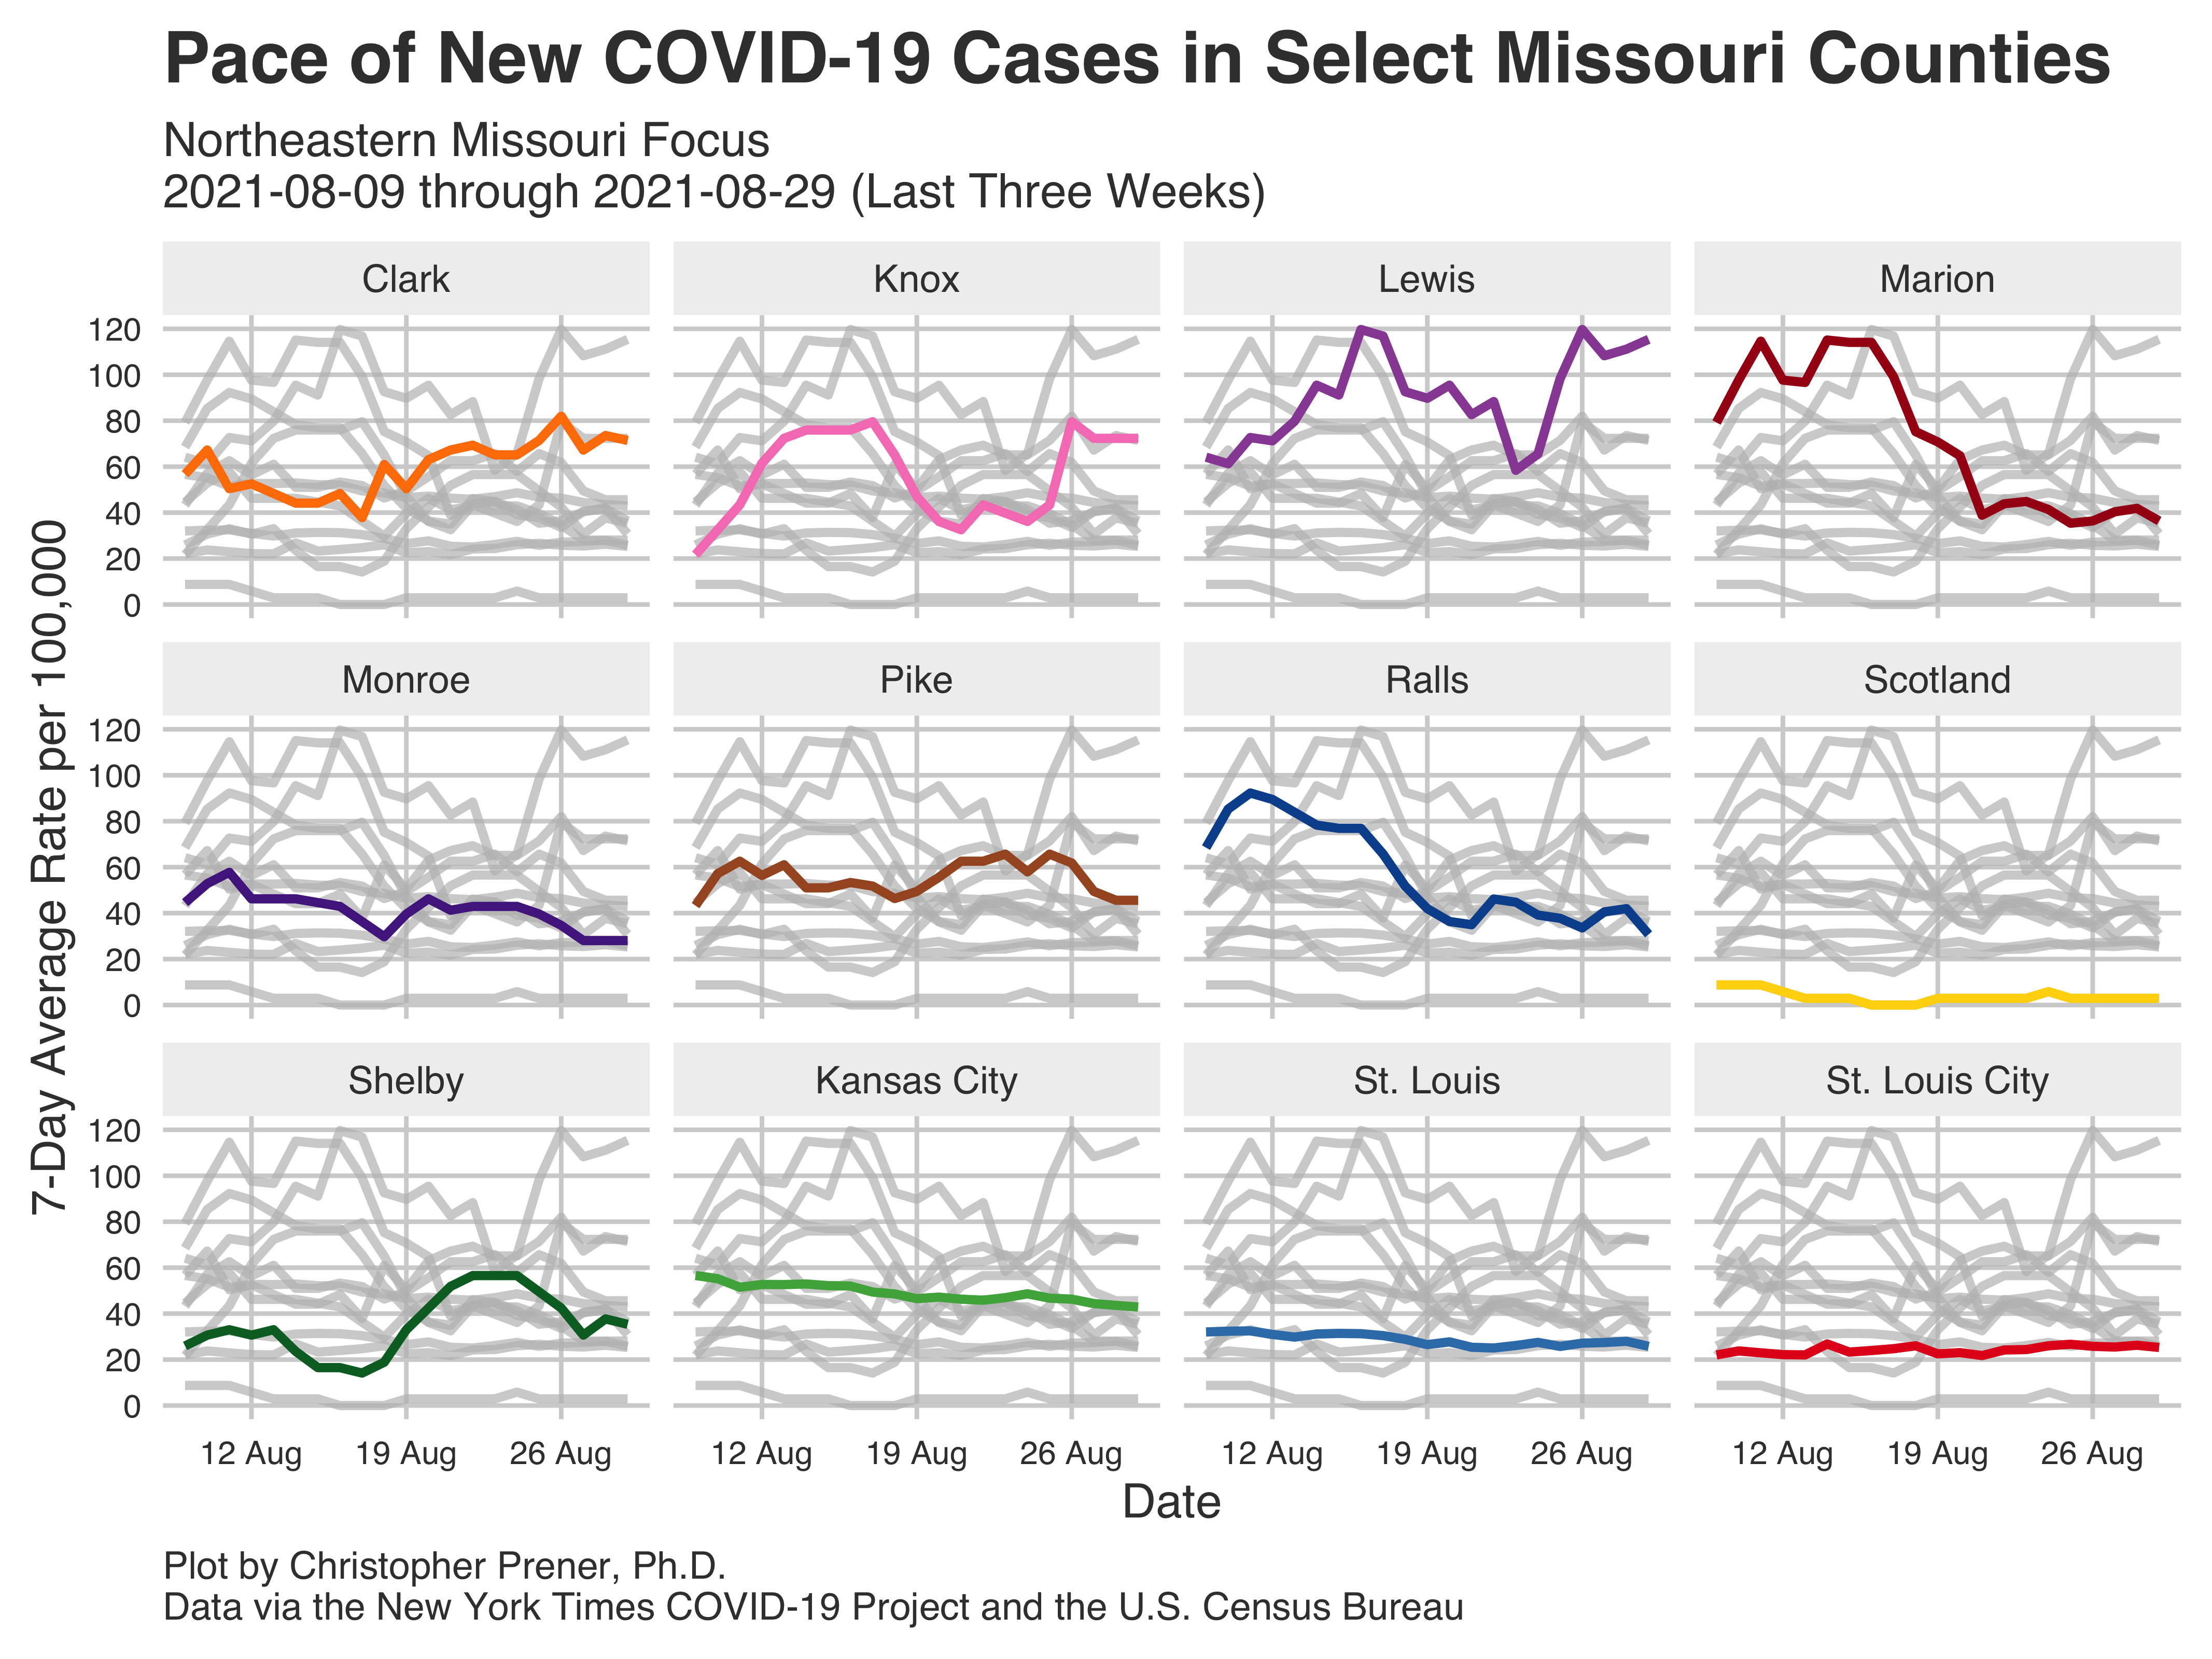 Pace of New COVID-19 Cases in Select Missouri Counties
Northeastern Missouri Focus
2021-08-09 through 2021-08-29 (Last Three Weeks)
7-Day Average Rate per 100,000
Clark
Knox
Lewis
Marion
120
100
80
60
40
20
0
Monroe
Pike
Ralls
Scotland
120
100
80
60
40
20
0
Shelby
Kansas City
St. Louis
St. Louis City
120
100
80
60
40
20
0
12 Aug 19 Aug 26 Aug
12 Aug 19 Aug 26 Aug
12 Aug 19 Aug 26 Aug
12 Aug 19 Aug 26 Aug
Date
Plot by Christopher Prener, Ph.D.
Data via the New York Times COVID-19 Project and the U.S. Census Bureau